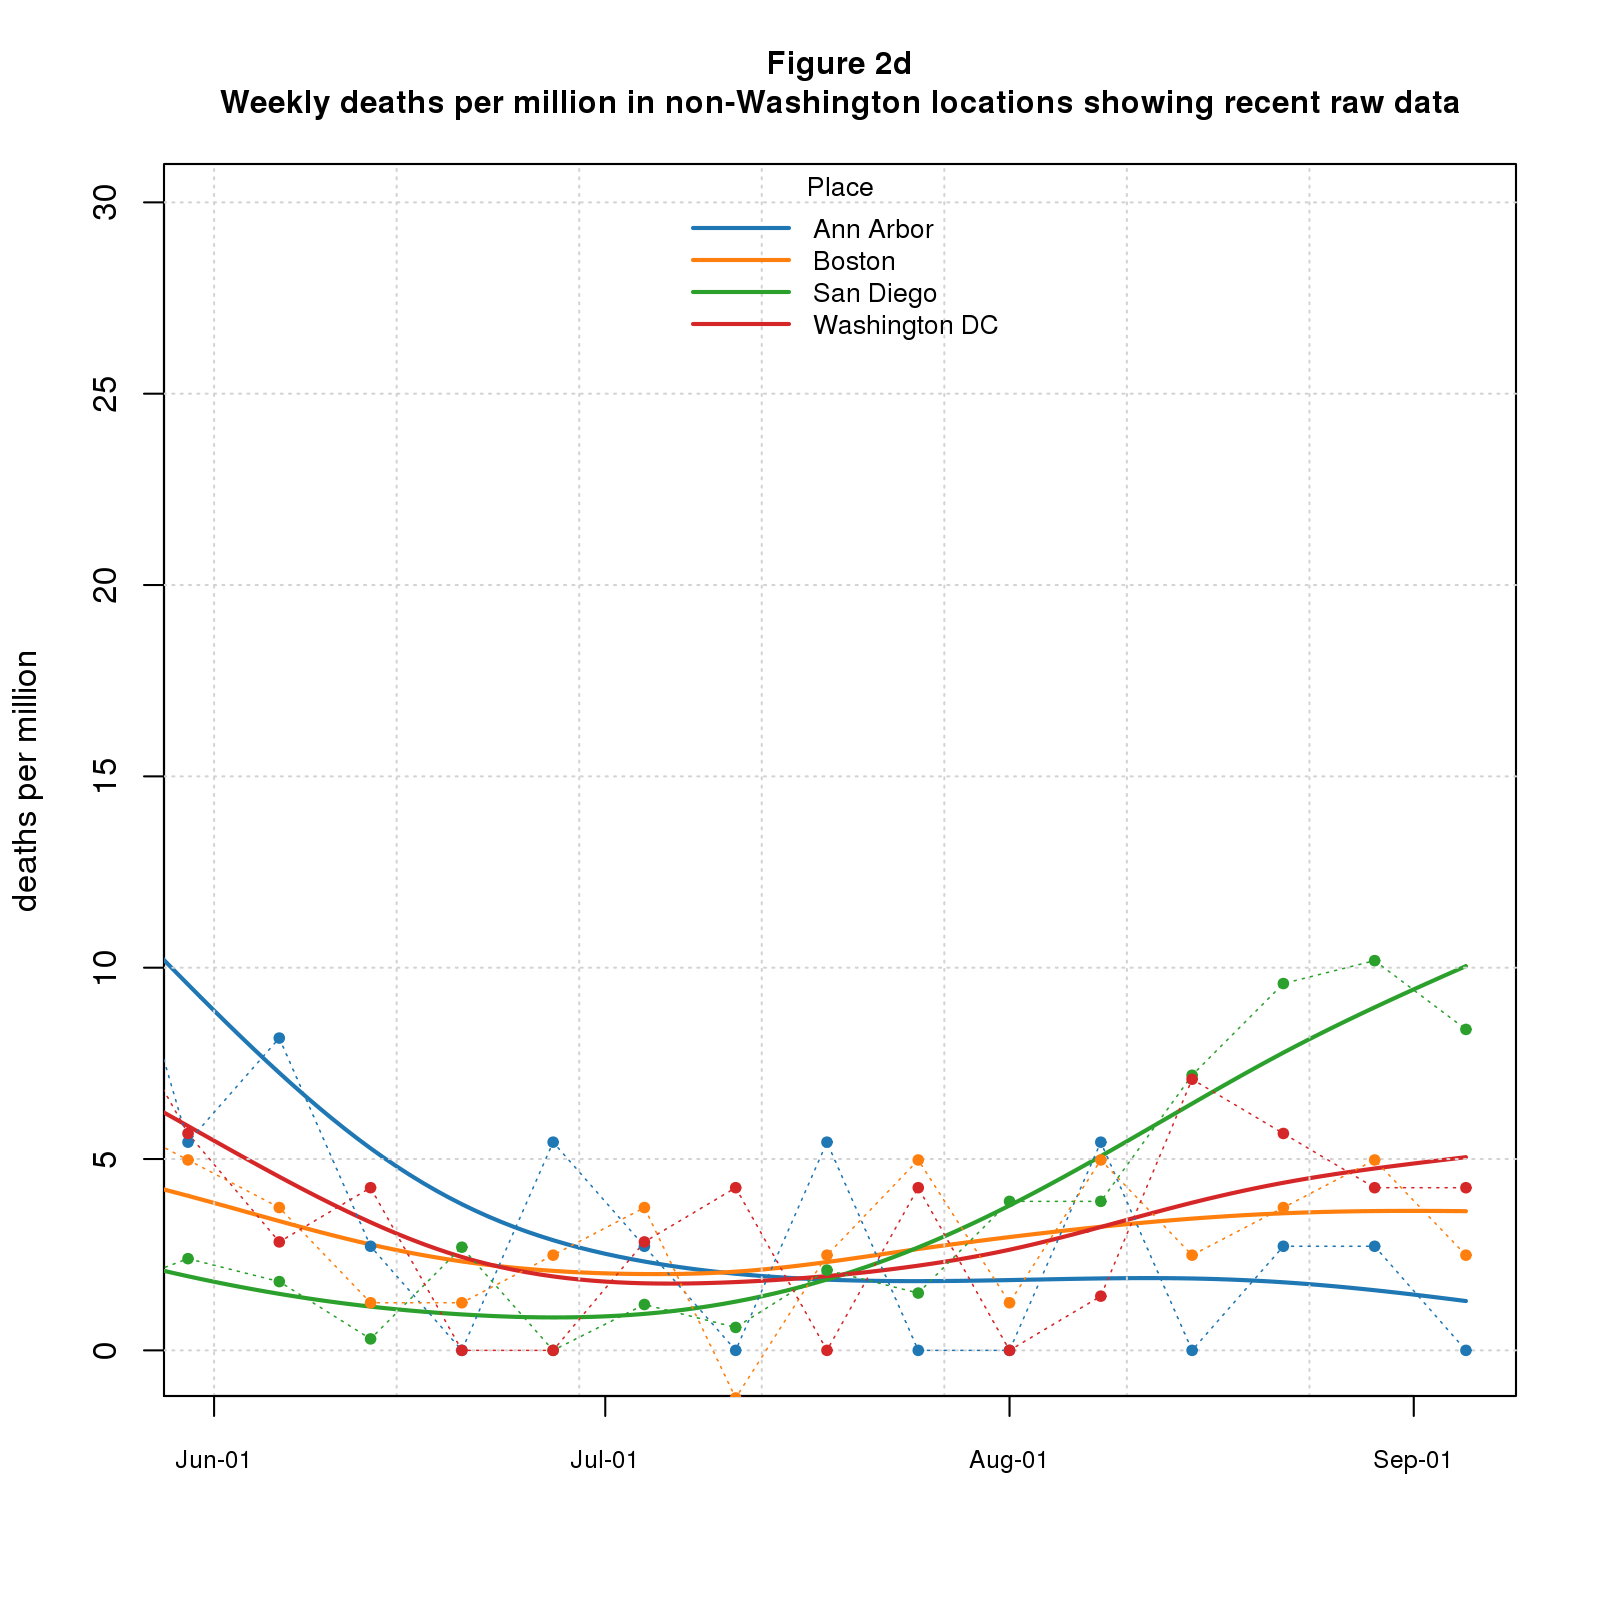 Figure 2d
Weekly deaths per million in non-Washington locations showing recent raw data
Place
Ann Arbor
Boston
San Diego
Washington DC
deaths per million
30
25
20
15
10
5
0
Jun-01
Jul-01
Aug-01
Sep-01